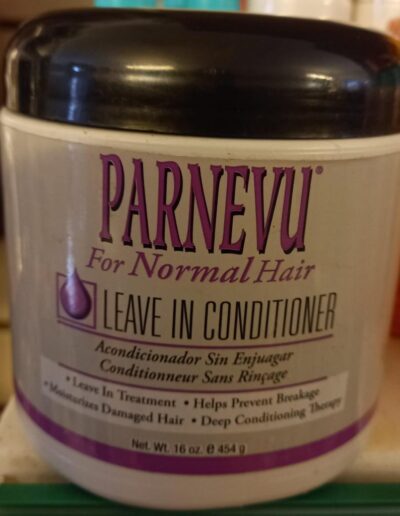 PARNEVU®
For Normal Hair
LEAVE IN CONDITIONER
Acondicionador Sin Enjuagar
Conditionneur Sans Rinçage
• Leave In Treatment • Helps Prevent Breakage
• Moisturizes Damaged Hair • Deep Conditioning Therapy
Net. Wt. 16 oz. ℮ 454 g